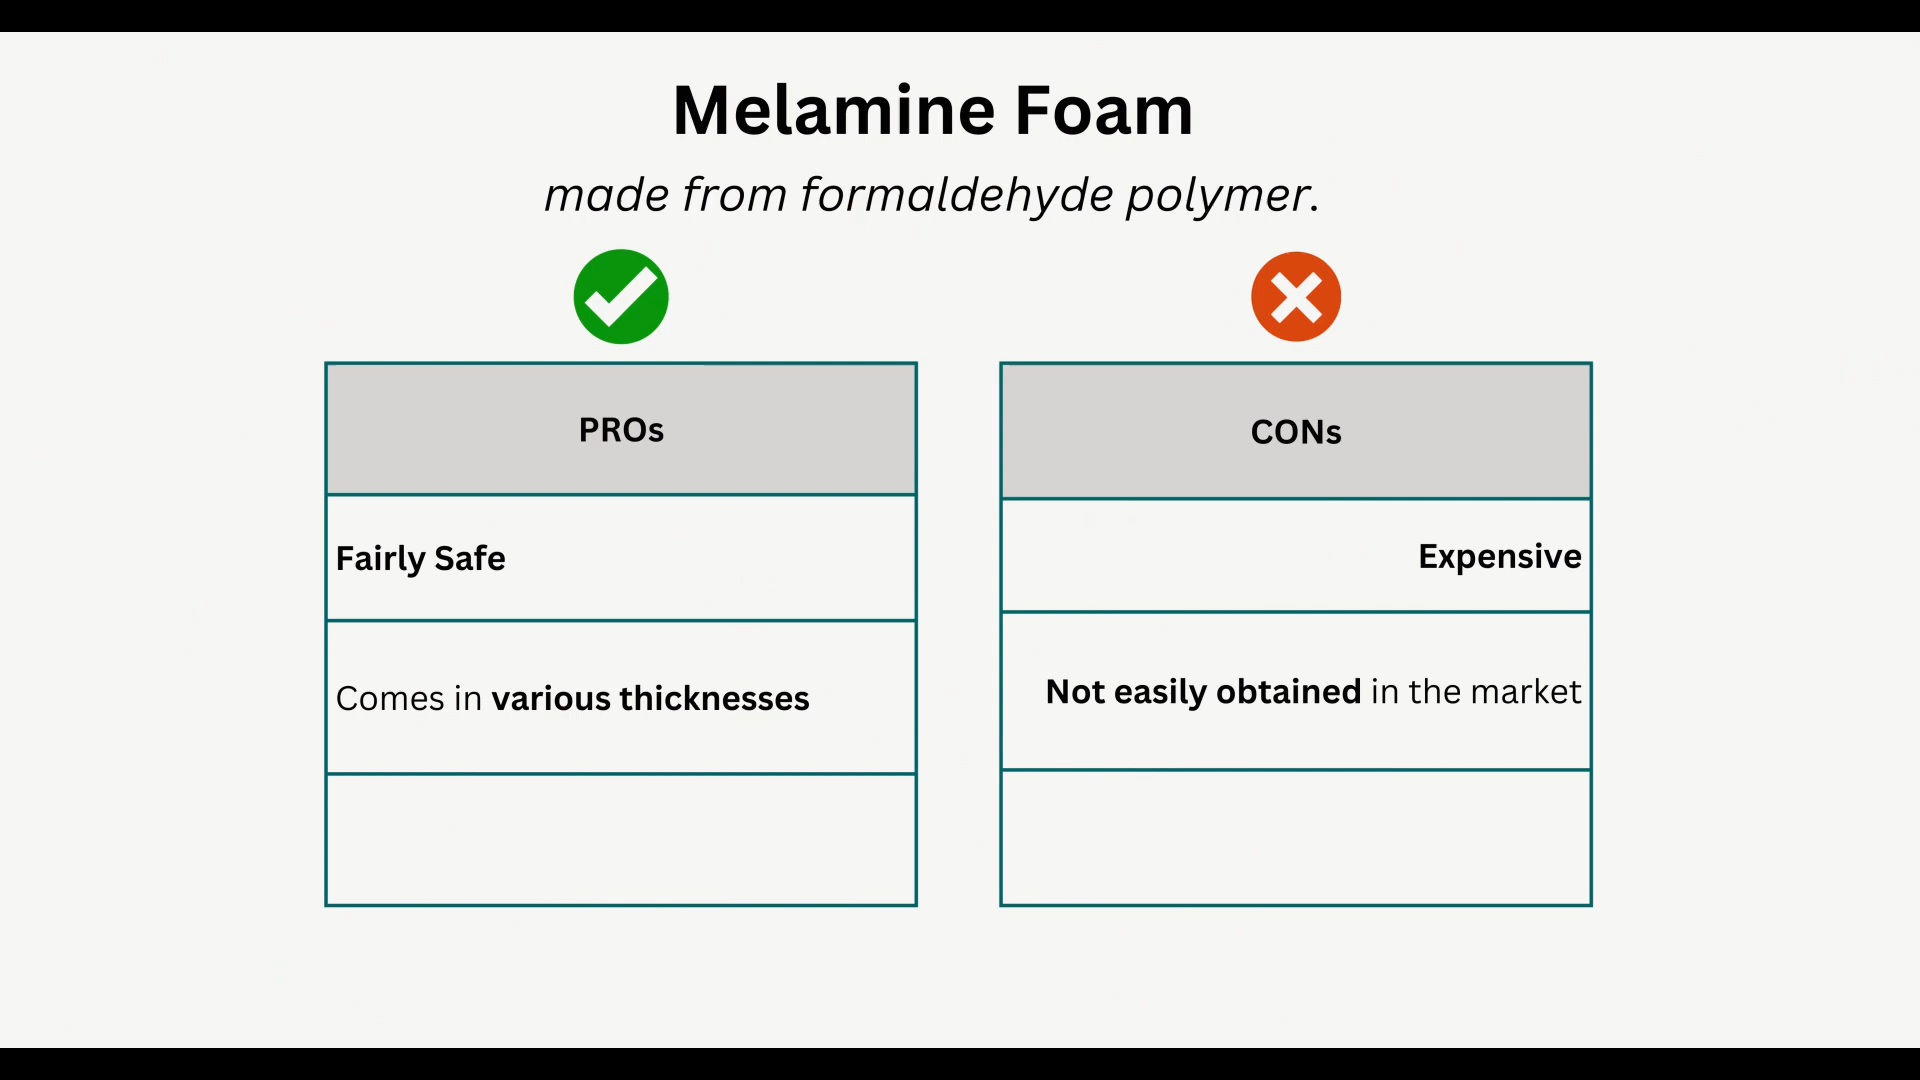 Melamine Foam
made from formaldehyde polymer.
PROs
Fairly Safe
Comes in various thicknesses
CONs
Expensive
Not easily obtained in the market